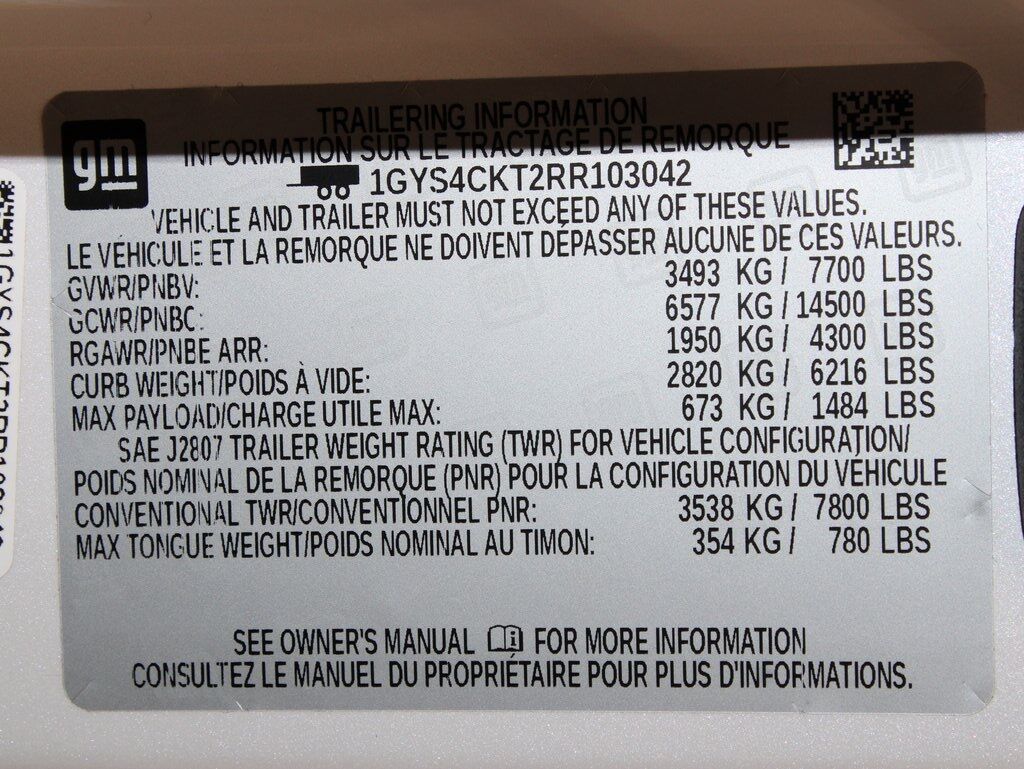 TRAILERING INFORMATION
INFORMATION SUR LE TRACTAGE DE REMORQUE
gm
1GYS4CKT2RR103042
VEHICLE AND TRAILER MUST NOT EXCEED ANY OF THESE VALUES.
LE VÉHICULE ET LA REMORQUE NE DOIVENT DÉPASSER AUCUNE DE CES VALEURS.
GVWR/PNBV: 3493 KG / 7700 LBS
GCWR/PNBC: 6577 KG / 14500 LBS
RGAWR/PNBE ARR: 1950 KG / 4300 LBS
CURB WEIGHT/POIDS À VIDE: 2820 KG / 6216 LBS
MAX PAYLOAD/CHARGE UTILE MAX: 673 KG / 1484 LBS
SAE J2807 TRAILER WEIGHT RATING (TWR) FOR VEHICLE CONFIGURATION/
POIDS NOMINAL DE LA REMORQUE (PNR) POUR LA CONFIGURATION DU VÉHICULE
CONVENTIONAL TWR/CONVENTIONNEL PNR: 3538 KG / 7800 LBS
MAX TONGUE WEIGHT/POIDS NOMINAL AU TIMON: 354 KG / 780 LBS
SEE OWNER'S MANUAL FOR MORE INFORMATION
CONSULTEZ LE MANUEL DU PROPRIÉTAIRE POUR PLUS D'INFORMATIONS.